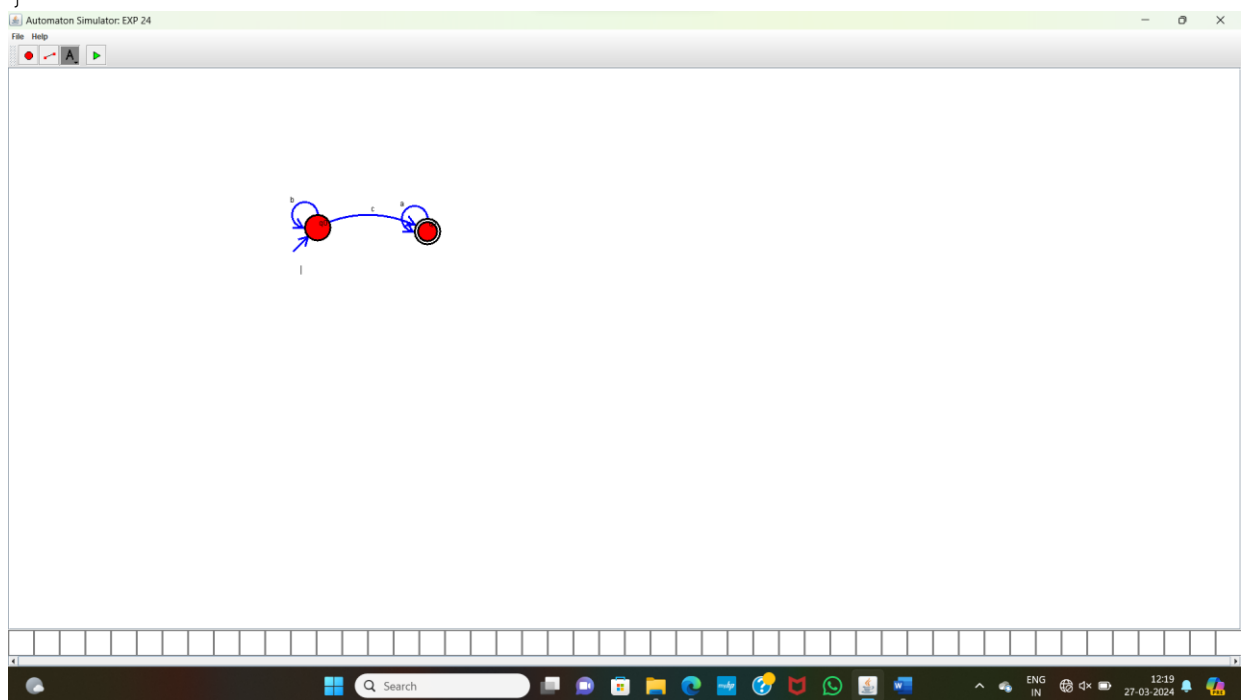 Automaton Simulator: EXP 24
File Help
A
b
c
a
Search
ENG
IN
12:19
27-03-2024